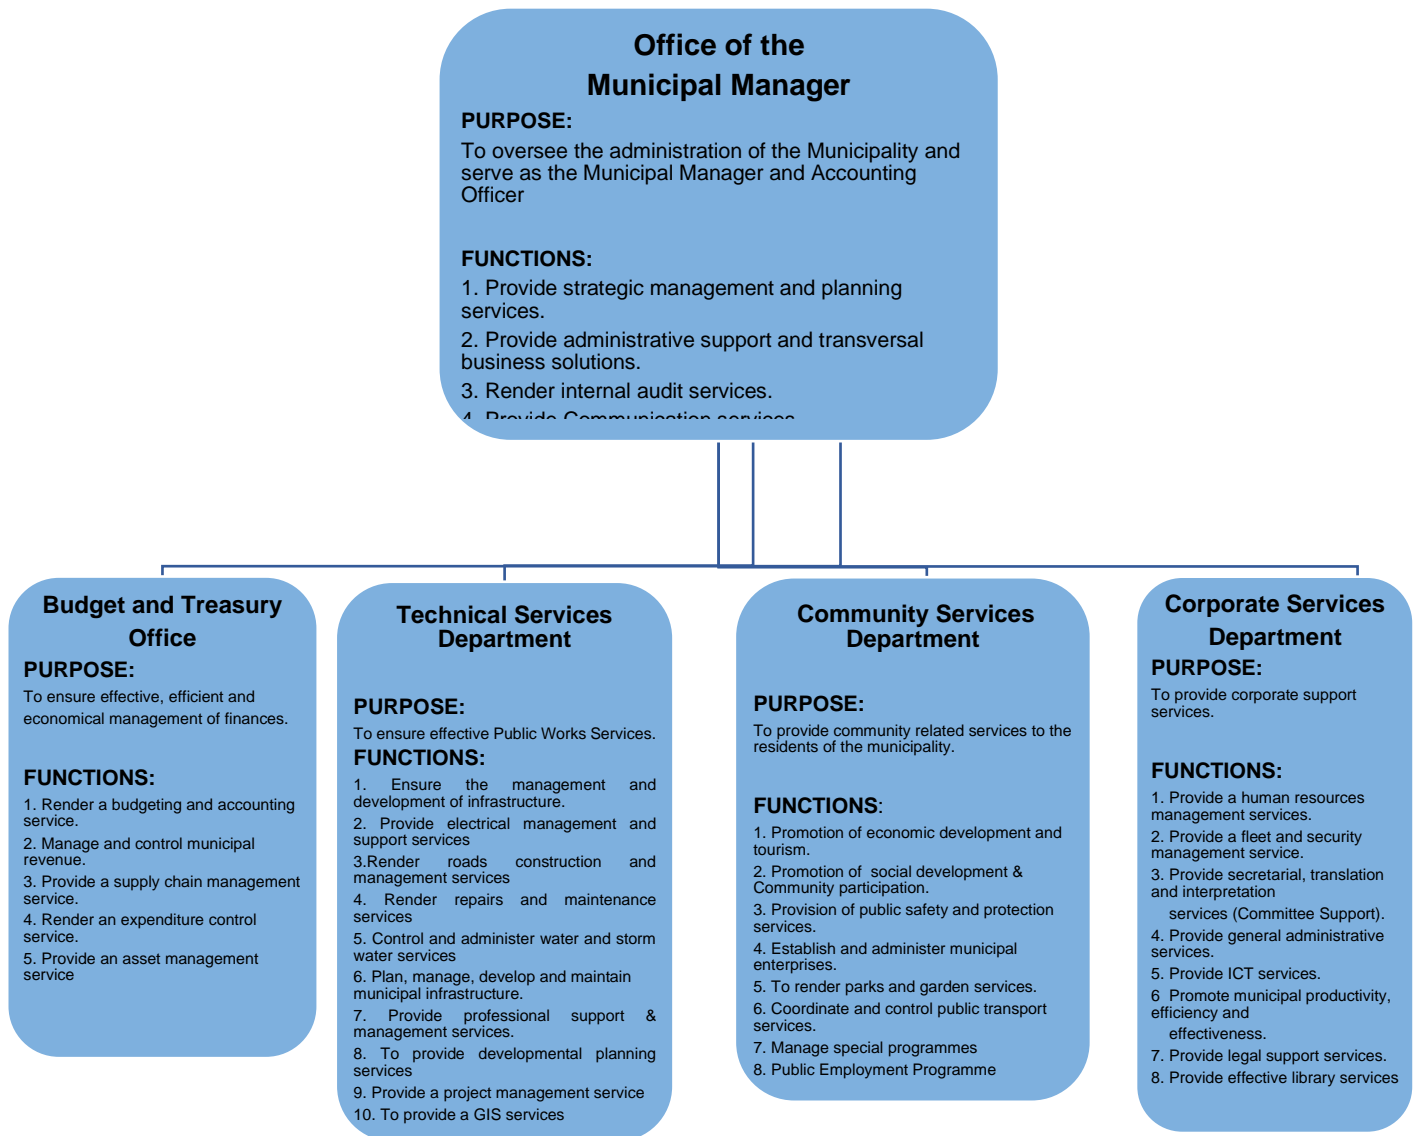 Office of the
Municipal Manager
PURPOSE:
To oversee the administration of the Municipality and
serve as the Municipal Manager and Accounting
Officer
FUNCTIONS:
1. Provide strategic management and planning
services.
2. Provide administrative support and transversal
business solutions.
3. Render internal audit services.
4. Provide Communication services
Budget and Treasury
Office
PURPOSE:
To ensure effective, efficient and
economical management of finances.
FUNCTIONS:
1. Render a budgeting and accounting
service.
2. Manage and control municipal
revenue.
3. Provide a supply chain management
service.
4. Render an expenditure control
service.
5. Provide an asset management
service
Technical Services
Department
PURPOSE:
To ensure effective Public Works Services.
FUNCTIONS:
1. Ensure the management and
development of infrastructure.
2. Provide electrical management and
support services
3.Render roads construction and
management services
4. Render repairs and maintenance
services
5. Control and administer water and storm
water services
6. Plan, manage, develop and maintain
municipal infrastructure.
7. Provide professional support &
management services.
8. To provide developmental planning
services
9. Provide a project management service
10. To provide a GIS services
Community Services
Department
PURPOSE:
To provide community related services to the
residents of the municipality.
FUNCTIONS:
1. Promotion of economic development and
tourism.
2. Promotion of social development &
Community participation.
3. Provision of public safety and protection
services.
4. Establish and administer municipal
enterprises.
5. To render parks and garden services.
6. Coordinate and control public transport
services.
7. Manage special programmes
8. Public Employment Programme
Corporate Services
Department
PURPOSE:
To provide corporate support
services.
FUNCTIONS:
1. Provide a human resources
management services.
2. Provide a fleet and security
management service.
3. Provide secretarial, translation
and interpretation
services (Committee Support).
4. Provide general administrative
services.
5. Provide ICT services.
6 Promote municipal productivity,
efficiency and
effectiveness.
7. Provide legal support services.
8. Provide effective library services